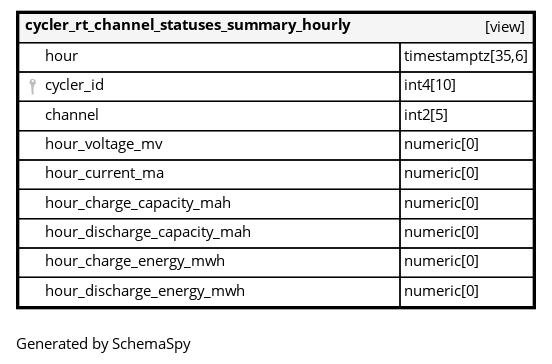 cycler_rt_channel_statuses_summary_hourly [view]
hour timestamptz[35,6]
cycler_id int4[10]
channel int2[5]
hour_voltage_mv numeric[0]
hour_current_ma numeric[0]
hour_charge_capacity_mah numeric[0]
hour_discharge_capacity_mah numeric[0]
hour_charge_energy_mwh numeric[0]
hour_discharge_energy_mwh numeric[0]
Generated by SchemaSpy